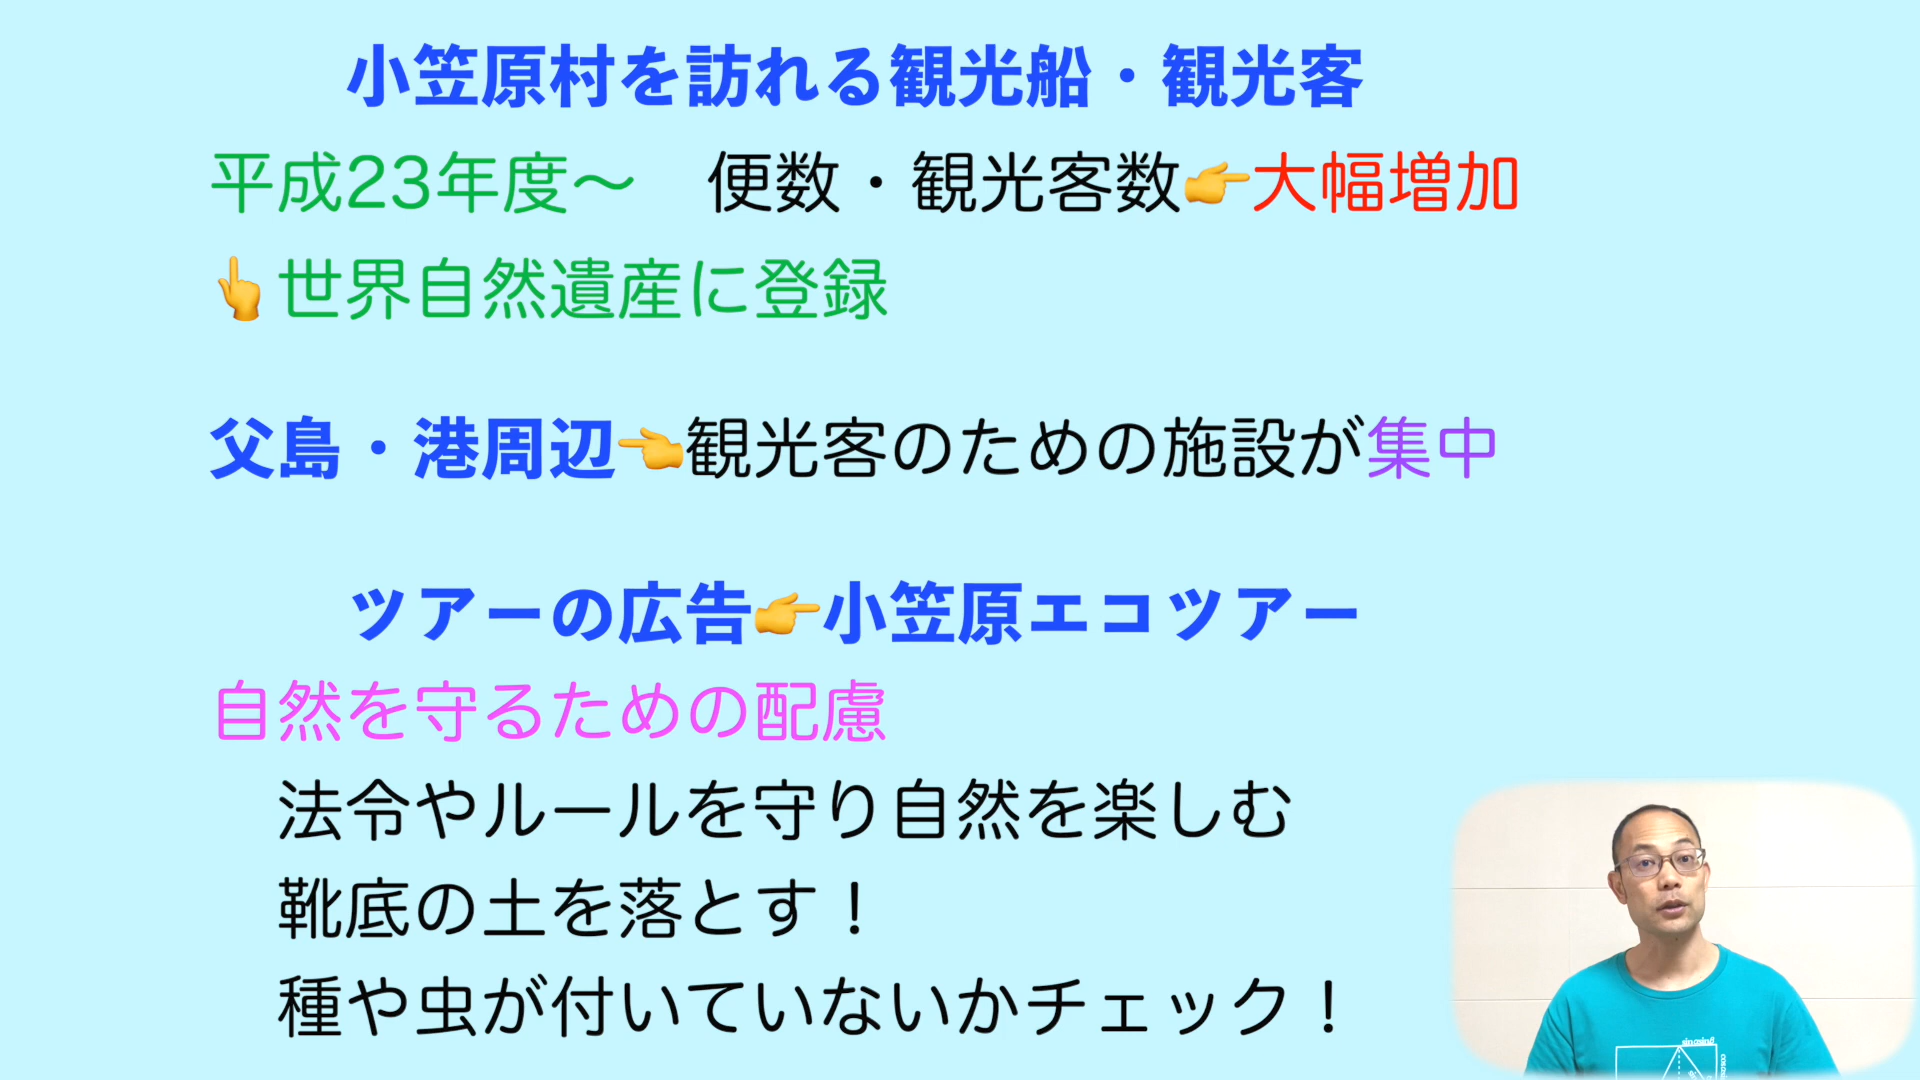 小笠原村を訪れる観光船・観光客
平成23年度〜　便数・観光客数👉大幅増加
👆世界自然遺産に登録
父島・港周辺👈観光客のための施設が集中
ツアーの広告👉小笠原エコツアー
自然を守るための配慮
法令やルールを守り自然を楽しむ
靴底の土を落とす！
種や虫が付いていないかチェック！